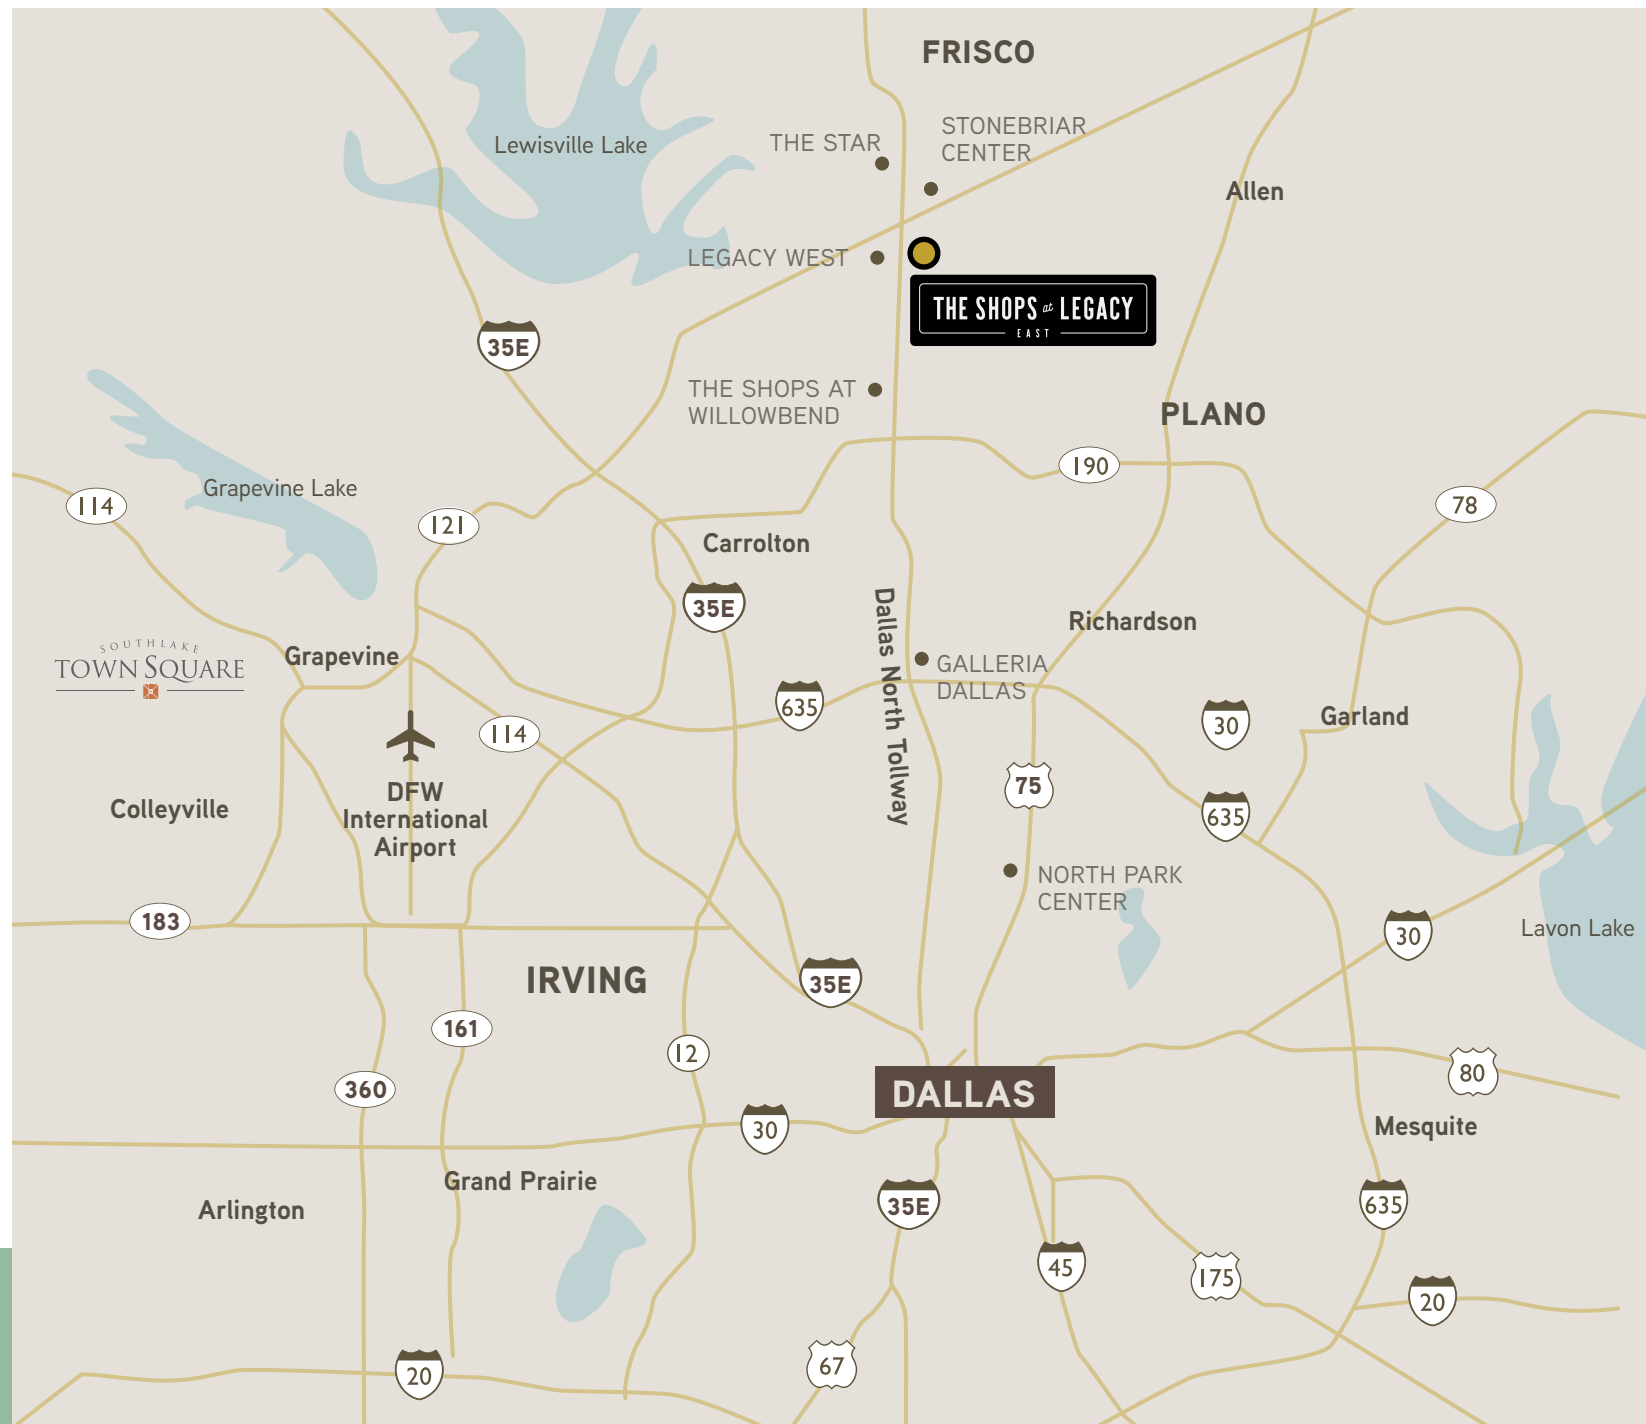 FRISCO
STONEBRIAR
CENTER
THE STAR
Lewisville Lake
Allen
LEGACY WEST
THE SHOPS at LEGACY
EAST
35E
THE SHOPS AT
WILLOWBEND
PLANO
190
Grapevine Lake
114
78
121
Carrolton
35E
Dallas North Tollway
Richardson
SOUTHLAKE
TOWN SQUARE
Grapevine
GALLERIA
DALLAS
635
30
Garland
114
75
DFW
International
Airport
Colleyville
635
NORTH PARK
CENTER
183
30
Lavon Lake
IRVING
35E
161
12
80
360
DALLAS
30
Mesquite
Grand Prairie
Arlington
35E
635
45
175
20
67
20